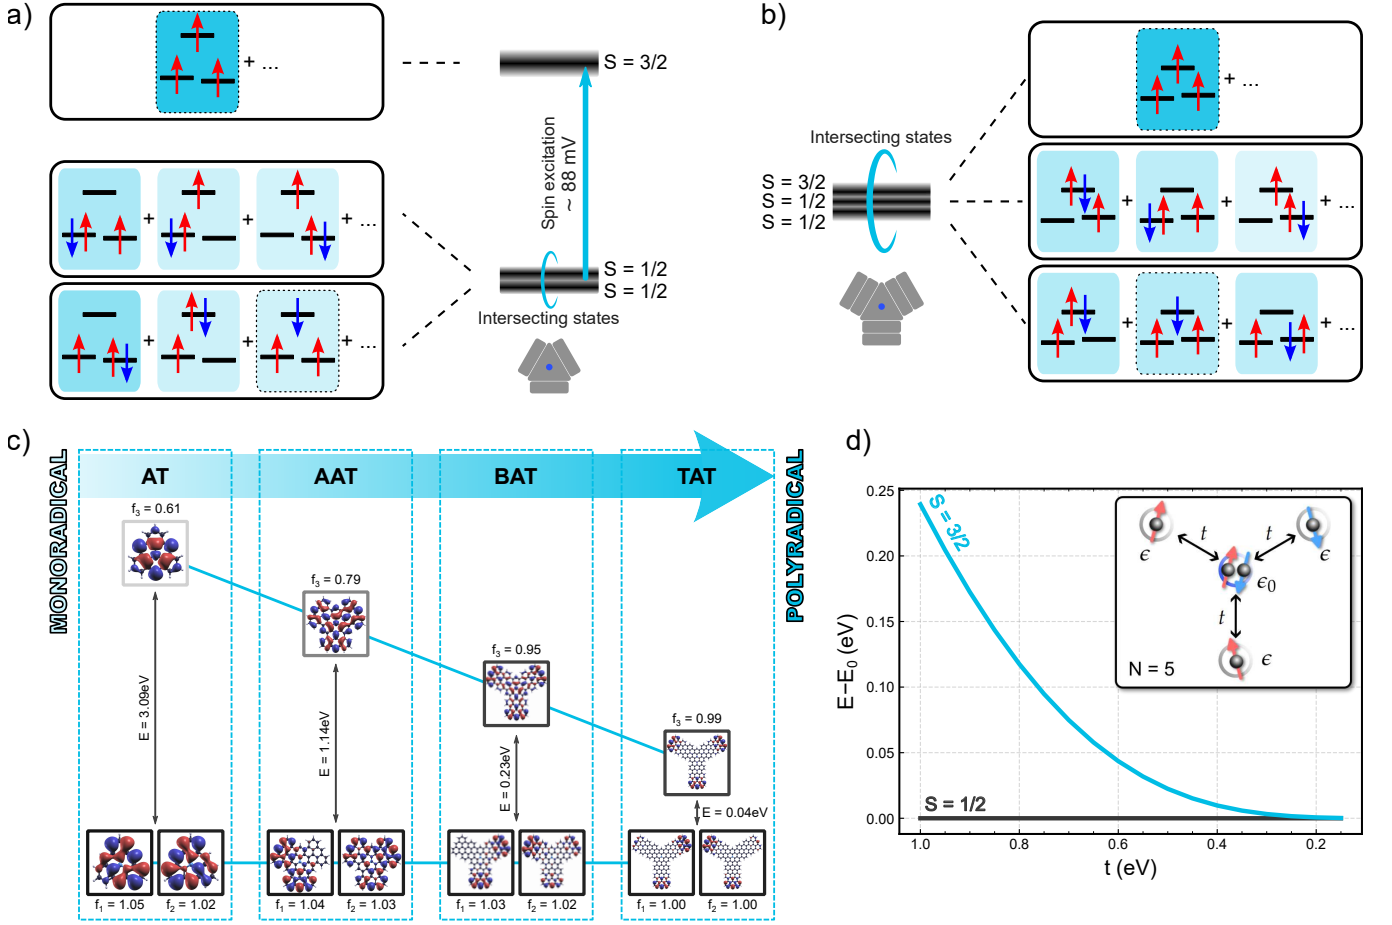 a)
+ ...
S = 3/2
Spin excitation
~ 88 mV
+ + + ...
S = 1/2
S = 1/2
+ + + ...
Intersecting states
b)
+ ...
Intersecting states
S = 3/2
S = 1/2
S = 1/2
+ + + ...
+ + + ...
c)
MONORADICAL
AT
AAT
BAT
TAT
POLYRADICAL
f₃ = 0.61
f₃ = 0.79
f₃ = 0.95
f₃ = 0.99
E = 3.09eV
E = 1.14eV
E = 0.23eV
E = 0.04eV
f₁ = 1.05
f₂ = 1.02
f₁ = 1.04
f₂ = 1.03
f₁ = 1.03
f₂ = 1.02
f₁ = 1.00
f₂ = 1.00
d)
0.25
0.20
0.15
0.10
0.05
0.00
E−E₀ (eV)
S = 3/2
S = 1/2
t
t
ϵ
ϵ
ϵ₀
t
ϵ
N = 5
1.0
0.8
0.6
0.4
0.2
t (eV)